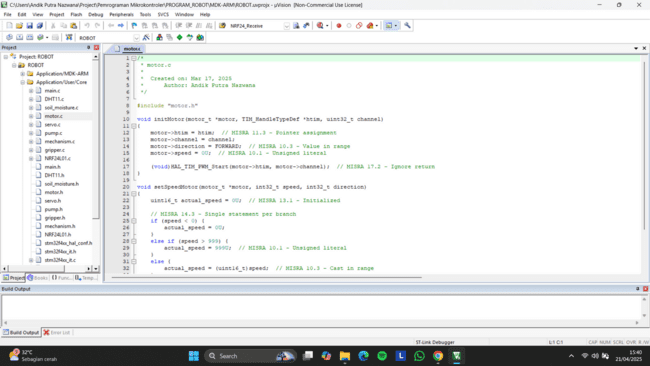 C:\Users\Andik Putra Nazwana\Project\Pemrograman Mikrokontroler\PROGRAM_ROBOT\MDK-ARM\ROBOT.uvprojx - µVision [Non-Commercial Use License]
File Edit View Project Flash Debug Peripherals Tools SVCS Window Help
NRF24_Receive
ROBOT
Project
motor.c
Project: ROBOT
ROBOT
Application/MDK-ARM
Application/User/Core
main.c
DHT11.c
soil_moisture.c
motor.c
servo.c
pump.c
mechanism.c
gripper.c
NRF24L01.c
main.h
DHT11.h
soil_moisture.h
motor.h
servo.h
pump.h
gripper.h
mechanism.h
NRF24L01.h
stm32f4xx_hal_conf.h
stm32f4xx_it.h
stm32f4xx_it.c
Project Books Func... Temp...
1 /*
2 * motor.c
3 *
4 * Created on: Mar 17, 2025
5 * Author: Andik Putra Nazwana
6 */
7
8 #include "motor.h"
9
10 void initMotor(motor_t *motor, TIM_HandleTypeDef *htim, uint32_t channel)
11 {
12 motor->htim = htim; // MISRA 11.3 - Pointer assignment
13 motor->channel = channel;
14 motor->direction = FORWARD; // MISRA 10.3 - Value in range
15 motor->speed = 0U; // MISRA 10.1 - Unsigned literal
16
17 (void)HAL_TIM_PWM_Start(motor->htim, motor->channel); // MISRA 17.2 - Ignore return
18 }
19
20 void setSpeedMotor(motor_t *motor, int32_t speed, int32_t direction)
21 {
22 uint16_t actual_speed = 0U; // MISRA 13.1 - Initialized
23
24 // MISRA 14.3 - Single statement per branch
25 if (speed < 0) {
26 actual_speed = 0U;
27 }
28 else if (speed > 999) {
29 actual_speed = 999U; // MISRA 10.1 - Unsigned literal
30 }
31 else {
32 actual_speed = (uint16_t)speed; // MISRA 10.3 - Cast in range
Build Output
Build Output Error List
ST-Link Debugger L:1 C:1 CAP NUM SCRL OVR R/W
32°C
Sebagian cerah
Search
15:40
21/04/2025